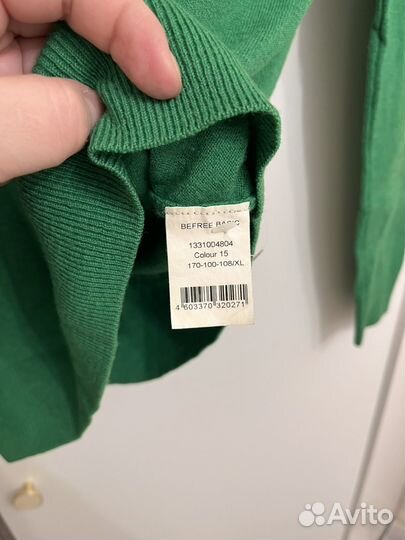 BEFREE BASIC
1331004804
Colour 15
170-100-108/XL
4 603370 320271
Avito